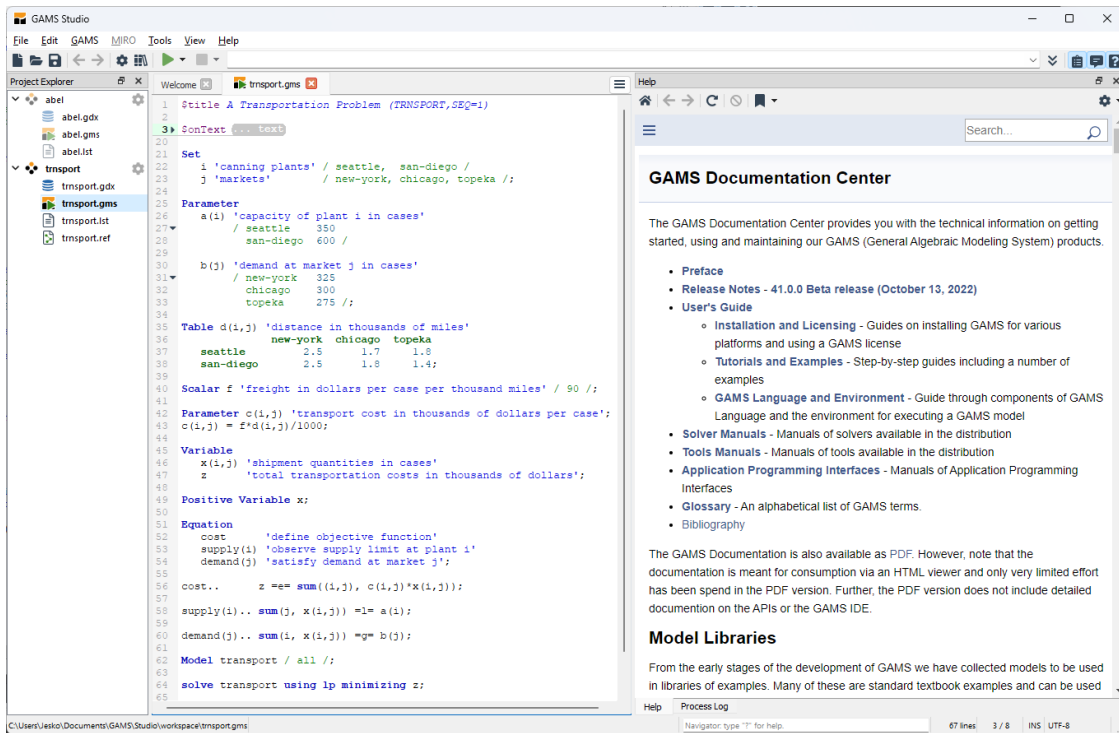 GAMS Studio
File Edit GAMS MIRO Tools View Help
Project Explorer
abel
abel.gdx
abel.gms
abel.lst
trnsport
trnsport.gdx
trnsport.gms
trnsport.lst
trnsport.ref
Welcome trnsport.gms
1 $title A Transportation Problem (TRNSPORT,SEQ=1)
2
3 $onText ... text
20
21 Set
22 i 'canning plants' / seattle, san-diego /
23 j 'markets' / new-york, chicago, topeka /;
24
25 Parameter
26 a(i) 'capacity of plant i in cases'
27 / seattle 350
28 san-diego 600 /
29
30 b(j) 'demand at market j in cases'
31 / new-york 325
32 chicago 300
33 topeka 275 /;
34
35 Table d(i,j) 'distance in thousands of miles'
36 new-york chicago topeka
37 seattle 2.5 1.7 1.8
38 san-diego 2.5 1.8 1.4;
39
40 Scalar f 'freight in dollars per case per thousand miles' / 90 /;
41
42 Parameter c(i,j) 'transport cost in thousands of dollars per case';
43 c(i,j) = f*d(i,j)/1000;
44
45 Variable
46 x(i,j) 'shipment quantities in cases'
47 z 'total transportation costs in thousands of dollars';
48
49 Positive Variable x;
50
51 Equation
52 cost 'define objective function'
53 supply(i) 'observe supply limit at plant i'
54 demand(j) 'satisfy demand at market j';
55
56 cost.. z =e= sum((i,j), c(i,j)*x(i,j));
57
58 supply(i).. sum(j, x(i,j)) =l= a(i);
59
60 demand(j).. sum(i, x(i,j)) =g= b(j);
61
62 Model transport / all /;
63
64 solve transport using lp minimizing z;
65
Help
Search...
GAMS Documentation Center
The GAMS Documentation Center provides you with the technical information on getting
started, using and maintaining our GAMS (General Algebraic Modeling System) products.
• Preface
• Release Notes - 41.0.0 Beta release (October 13, 2022)
• User's Guide
Installation and Licensing - Guides on installing GAMS for various
platforms and using a GAMS license
Tutorials and Examples - Step-by-step guides including a number of
examples
GAMS Language and Environment - Guide through components of GAMS
Language and the environment for executing a GAMS model
• Solver Manuals - Manuals of solvers available in the distribution
• Tools Manuals - Manuals of tools available in the distribution
• Application Programming Interfaces - Manuals of Application Programming
Interfaces
• Glossary - An alphabetical list of GAMS terms.
• Bibliography
The GAMS Documentation is also available as PDF. However, note that the
documentation is meant for consumption via an HTML viewer and only very limited effort
has been spend in the PDF version. Further, the PDF version does not include detailed
documention on the APIs or the GAMS IDE.
Model Libraries
From the early stages of the development of GAMS we have collected models to be used
in libraries of examples. Many of these are standard textbook examples and can be used
Help Process Log
C:\Users\Jesko\Documents\GAMS\Studio\workspace\trnsport.gms
Navigator: type "?" for help.
67 lines 3 / 8 INS UTF-8